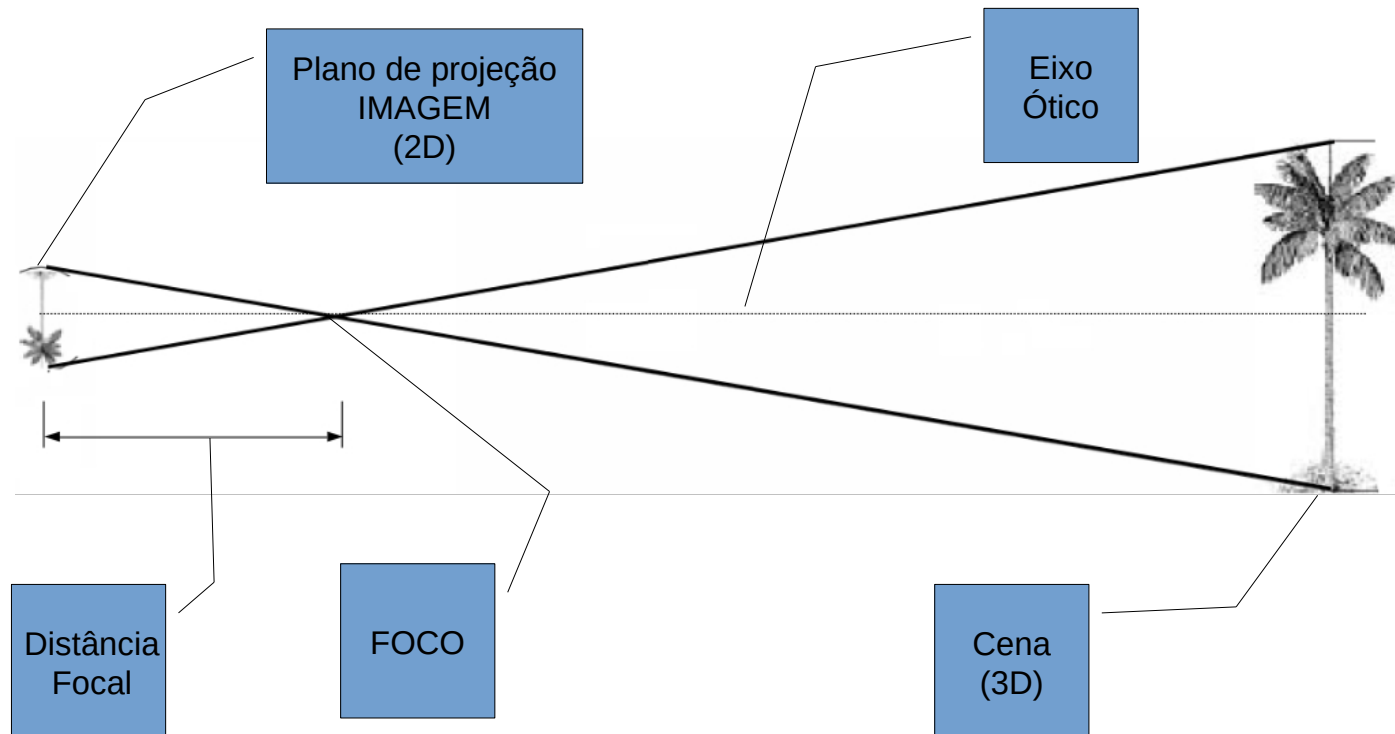 Plano de projeção
IMAGEM
(2D)
Eixo
Ótico
Distância
Focal
FOCO
Cena
(3D)